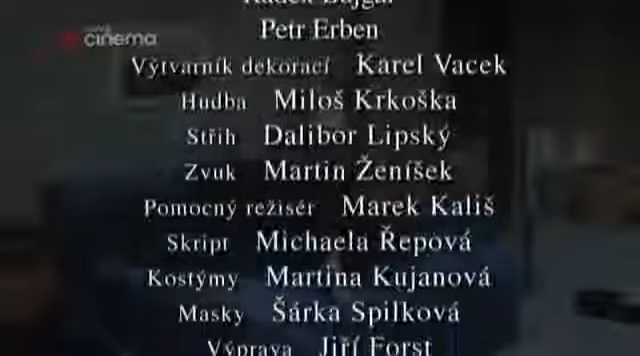 cinema
Petr Erben
Výtvarník dekorací Karel Vacek
Hudba Miloš Krkoška
Střih Dalibor Lipský
Zvuk Martin Ženíšek
Pomocný režisér Marek Kališ
Skript Michaela Řepová
Kostýmy Martina Kujanová
Masky Šárka Spilková
Výprava Jiří Forst